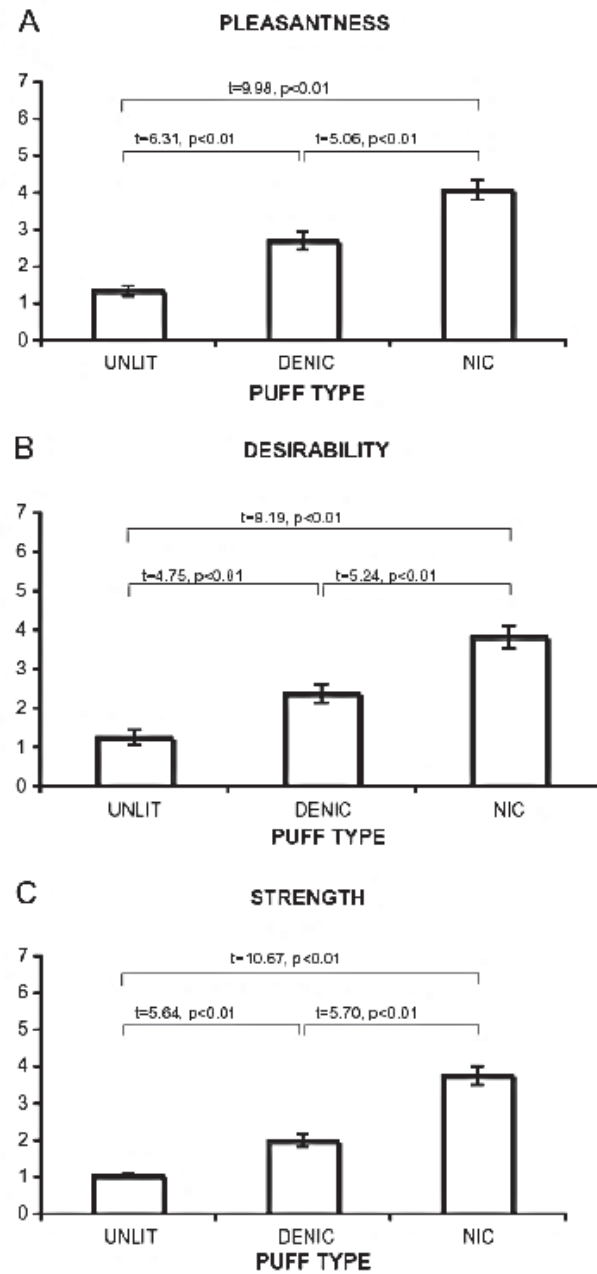 A PLEASANTNESS
7
t=9.98, p<0.01
6
t=6.31, p<0.01 t=5.06, p<0.01
5
4
3
2
1
0
UNLIT DENIC NIC
PUFF TYPE
B DESIRABILITY
7
t=9.19, p<0.01
6
t=4.75, p<0.01 t=5.24, p<0.01
5
4
3
2
1
0
UNLIT DENIC NIC
PUFF TYPE
C STRENGTH
7
t=10.67, p<0.01
6
t=5.64, p<0.01 t=5.70, p<0.01
5
4
3
2
1
0
UNLIT DENIC NIC
PUFF TYPE